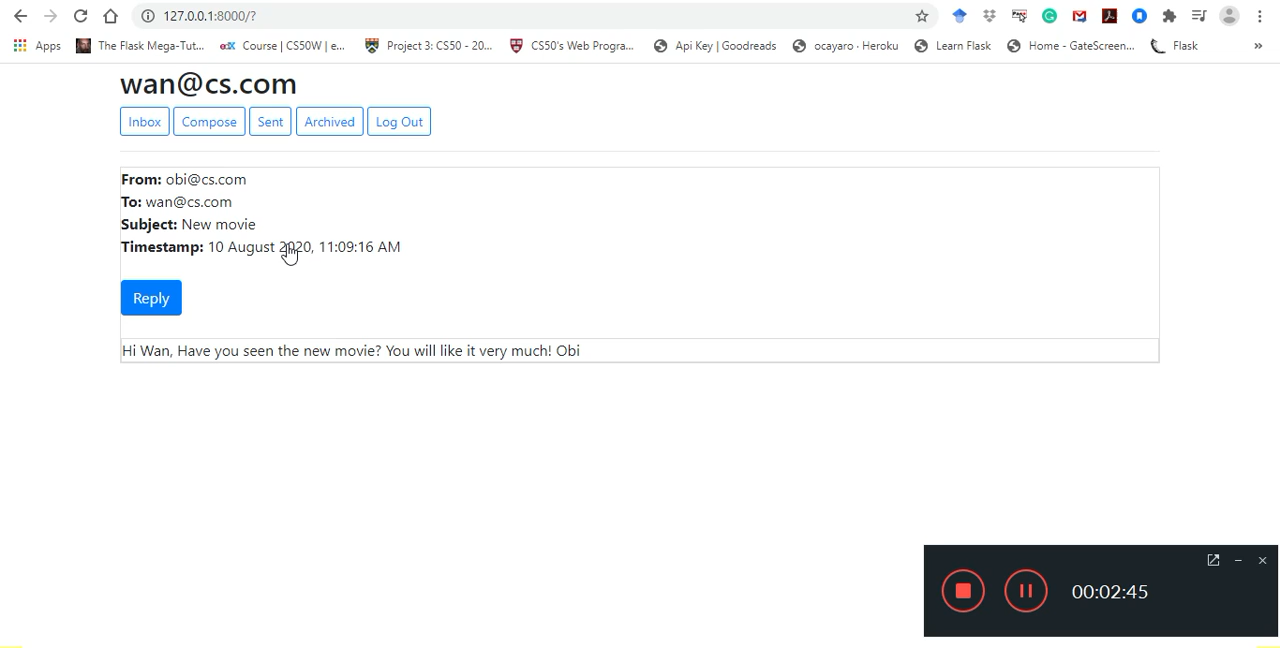 127.0.0.1:8000/?
Apps The Flask Mega-Tut... edX Course | CS50W | e... Project 3: CS50 - 20... CS50's Web Progra... Api Key | Goodreads ocayaro · Heroku Learn Flask Home - GateScreen... Flask »
wan@cs.com
Inbox Compose Sent Archived Log Out
From: obi@cs.com
To: wan@cs.com
Subject: New movie
Timestamp: 10 August 2020, 11:09:16 AM
Reply
Hi Wan, Have you seen the new movie? You will like it very much! Obi
00:02:45